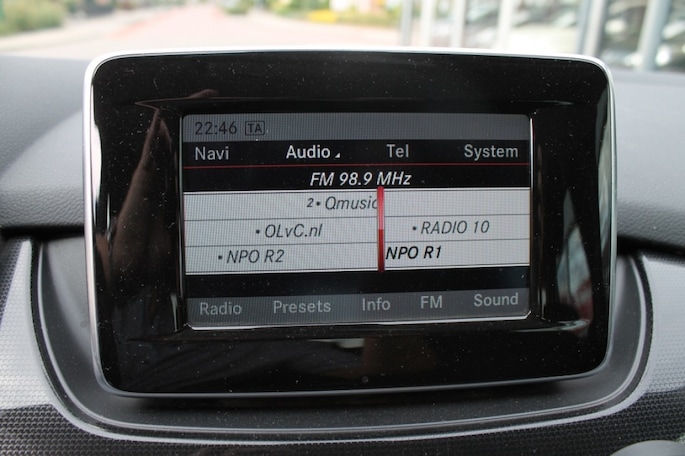 22:46 TA
Navi Audio Tel System
FM 98.9 MHz
2• Qmusic
•OLvC.nl •RADIO 10
•NPO R2 NPO R1
Radio Presets Info FM Sound